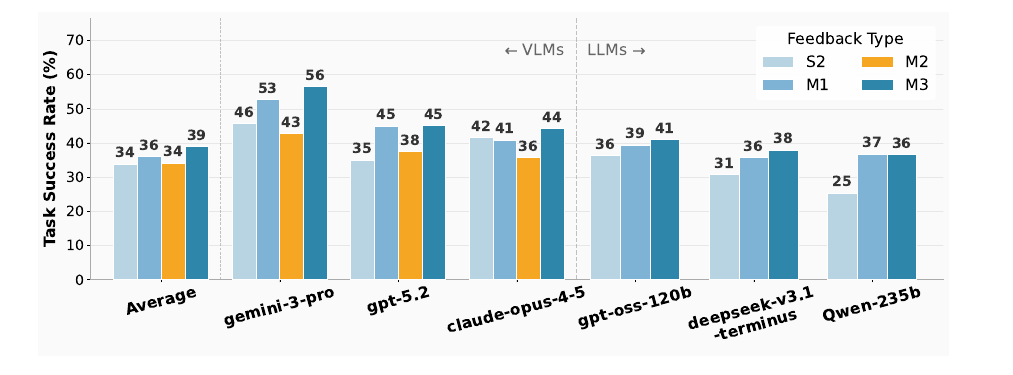 Task Success Rate (%)
70
60
50
40
30
20
10
0
← VLMs
LLMs →
Feedback Type
S2
M2
M1
M3
34 36 34 39
46 53 43 56
35 45 38 45
42 41 36 44
36 39 41
31 36 38
25 37 36
Average
gemini-3-pro
gpt-5.2
claude-opus-4-5
gpt-oss-120b
deepseek-v3.1
-terminus
Qwen-235b